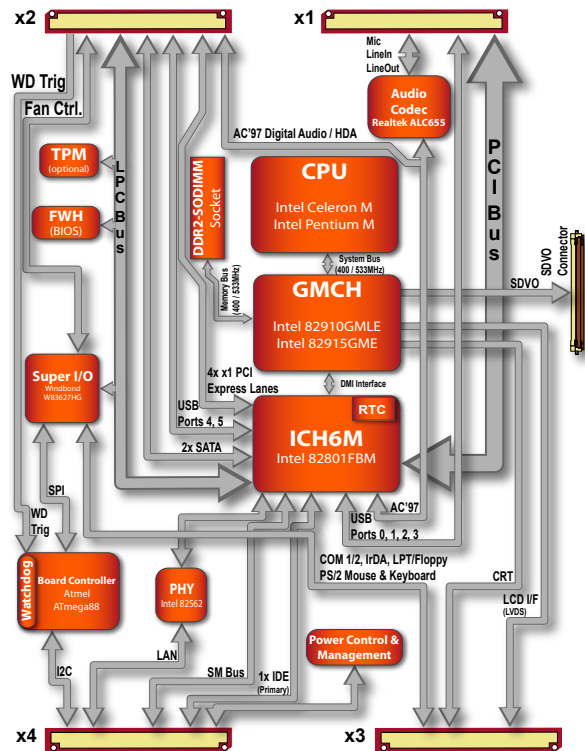 x2
x1
WD Trig
Fan Ctrl.
Mic
LineIn
LineOut
Audio
Codec
Realtek ALC655
AC'97 Digital Audio / HDA
TPM
(optional)
FWH
(BIOS)
LPC Bus
DDR2-SODIMM
Socket
CPU
Intel Celeron M
Intel Pentium M
PCI Bus
System Bus
(400 / 533MHz)
Memory Bus
(400 / 533MHz)
GMCH
Intel 82910GMLE
Intel 82915GME
SDVO
SDVO
Connector
Super I/O
Windbond
W83627HG
4x x1 PCI
Express Lanes
DMI Interface
RTC
ICH6M
Intel 82801FBM
USB
Ports 4, 5
2x SATA
SPI
WD
Trig
AC'97
USB
Ports 0, 1, 2, 3
COM 1/2, IrDA, LPT/Floppy
PS/2 Mouse & Keyboard
Watchdog
Board Controller
Atmel
ATmega88
PHY
Intel 82562
CRT
LCD I/F
(LVDS)
Power Control &
Management
LAN
I2C
SM Bus
1x IDE
(Primary)
x4
x3